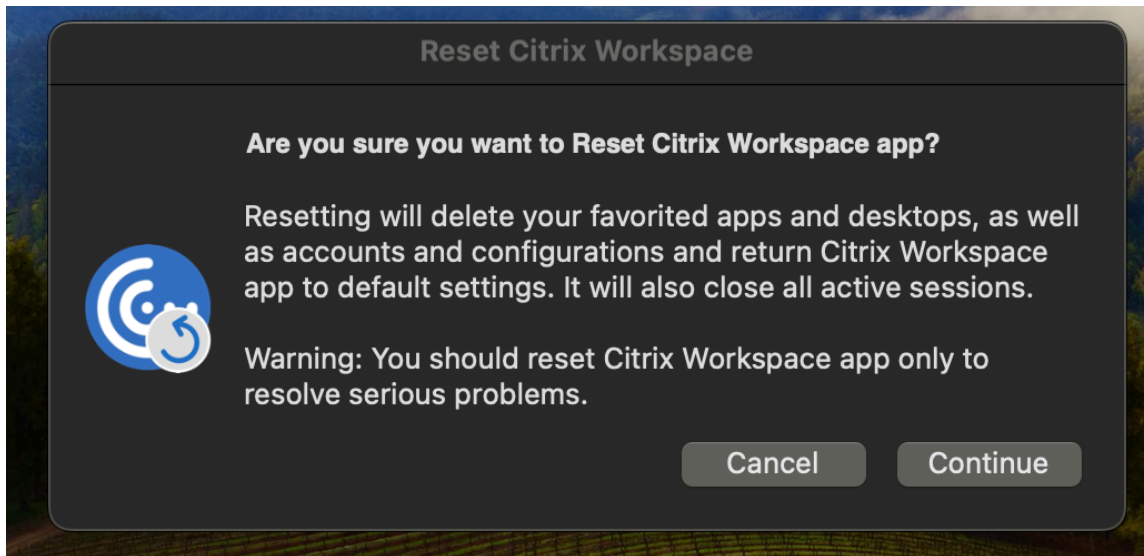 Reset Citrix Workspace
Are you sure you want to Reset Citrix Workspace app?
Resetting will delete your favorited apps and desktops, as well
as accounts and configurations and return Citrix Workspace
app to default settings. It will also close all active sessions.
Warning: You should reset Citrix Workspace app only to
resolve serious problems.
Cancel Continue